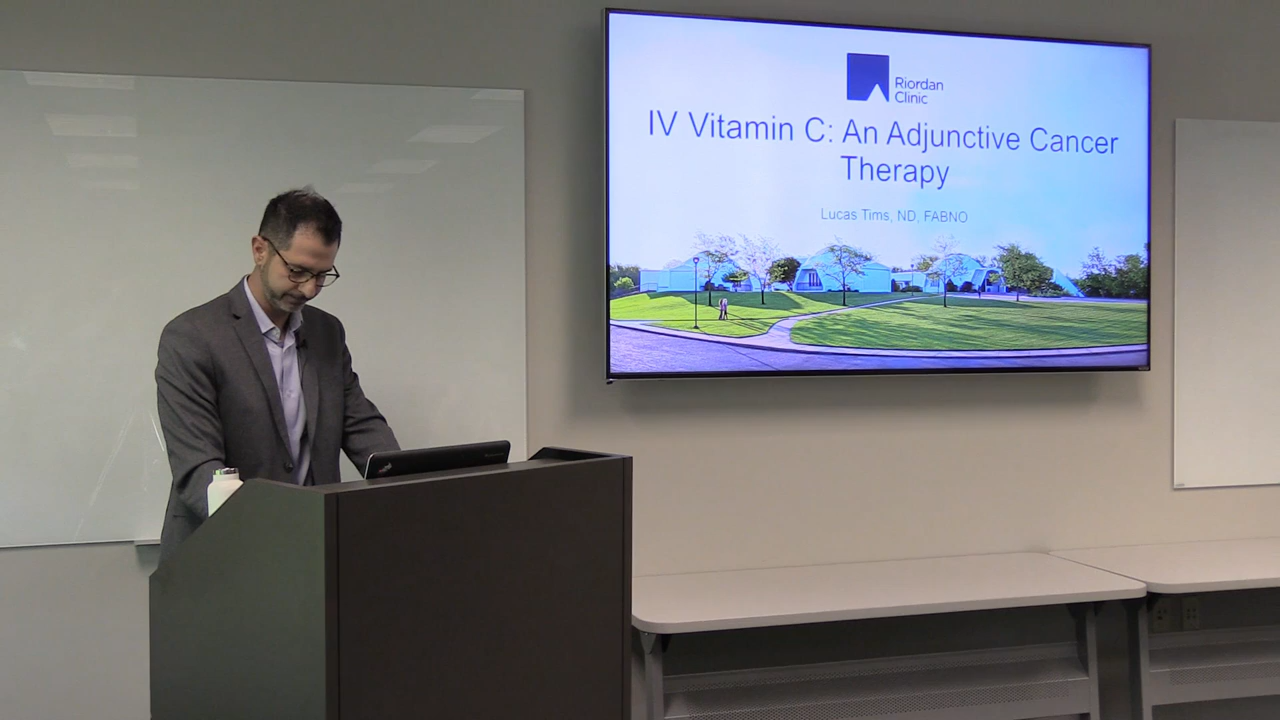 Riordan
Clinic
IV Vitamin C: An Adjunctive Cancer
Therapy
Lucas Tims, ND, FABNO